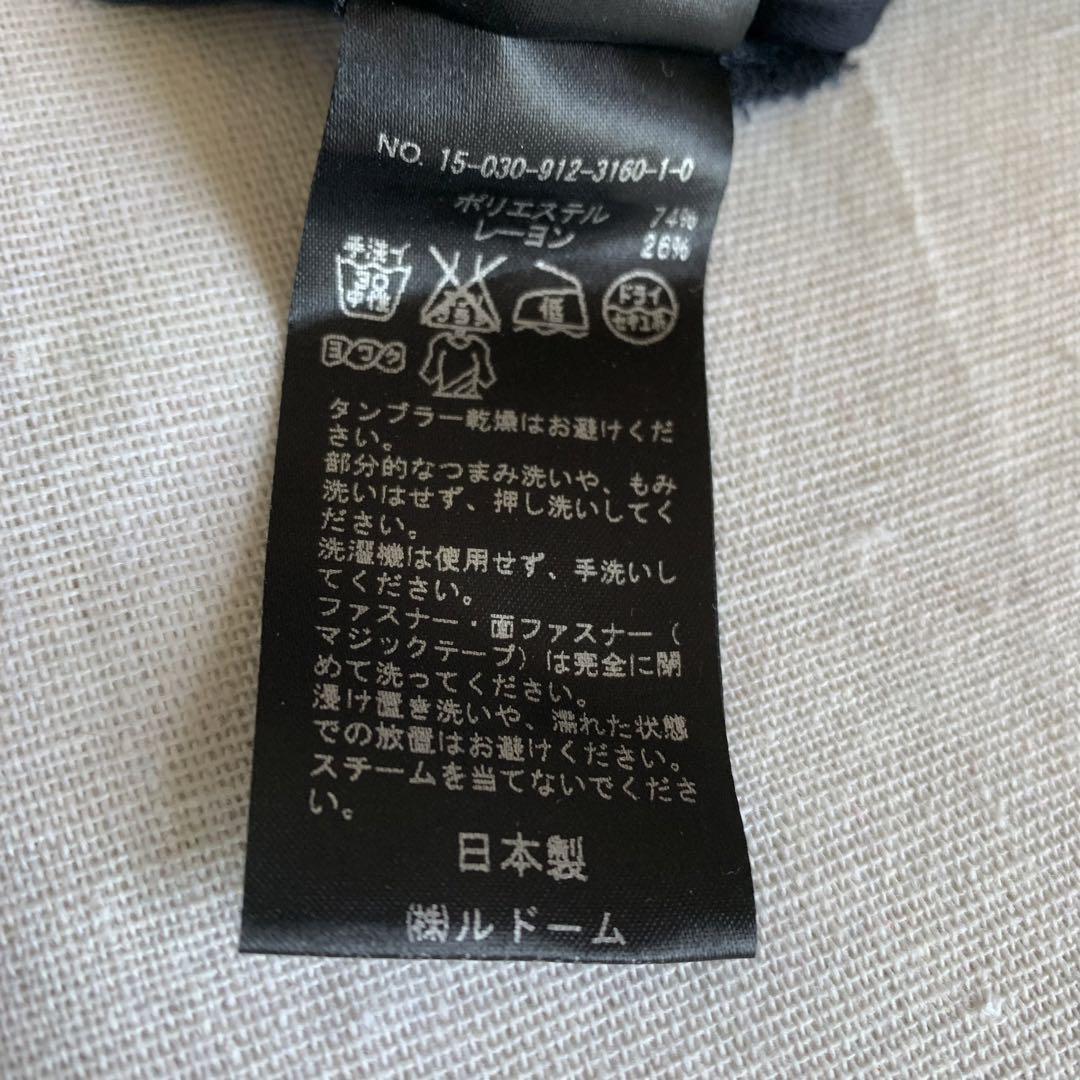 NO. 15-030-912-3160-1-0
ポリエステル 74%
レーヨン 26%
手洗イ
30
中性
エンソ
サラシ
低
ドライ
セキユ系
ヨワク
タンブラー乾燥はお避けくだ
さい。
部分的なつまみ洗いや、もみ
洗いはせず、押し洗いしてく
ださい。
洗濯機は使用せず、手洗いし
てください。
ファスナー・面ファスナー(
マジックテープ)は完全に閉
めて洗ってください。
浸け置き洗いや、濡れた状態
での放置はお避けください。
スチームを当てないでくださ
い。
日本製
㈱ルドーム